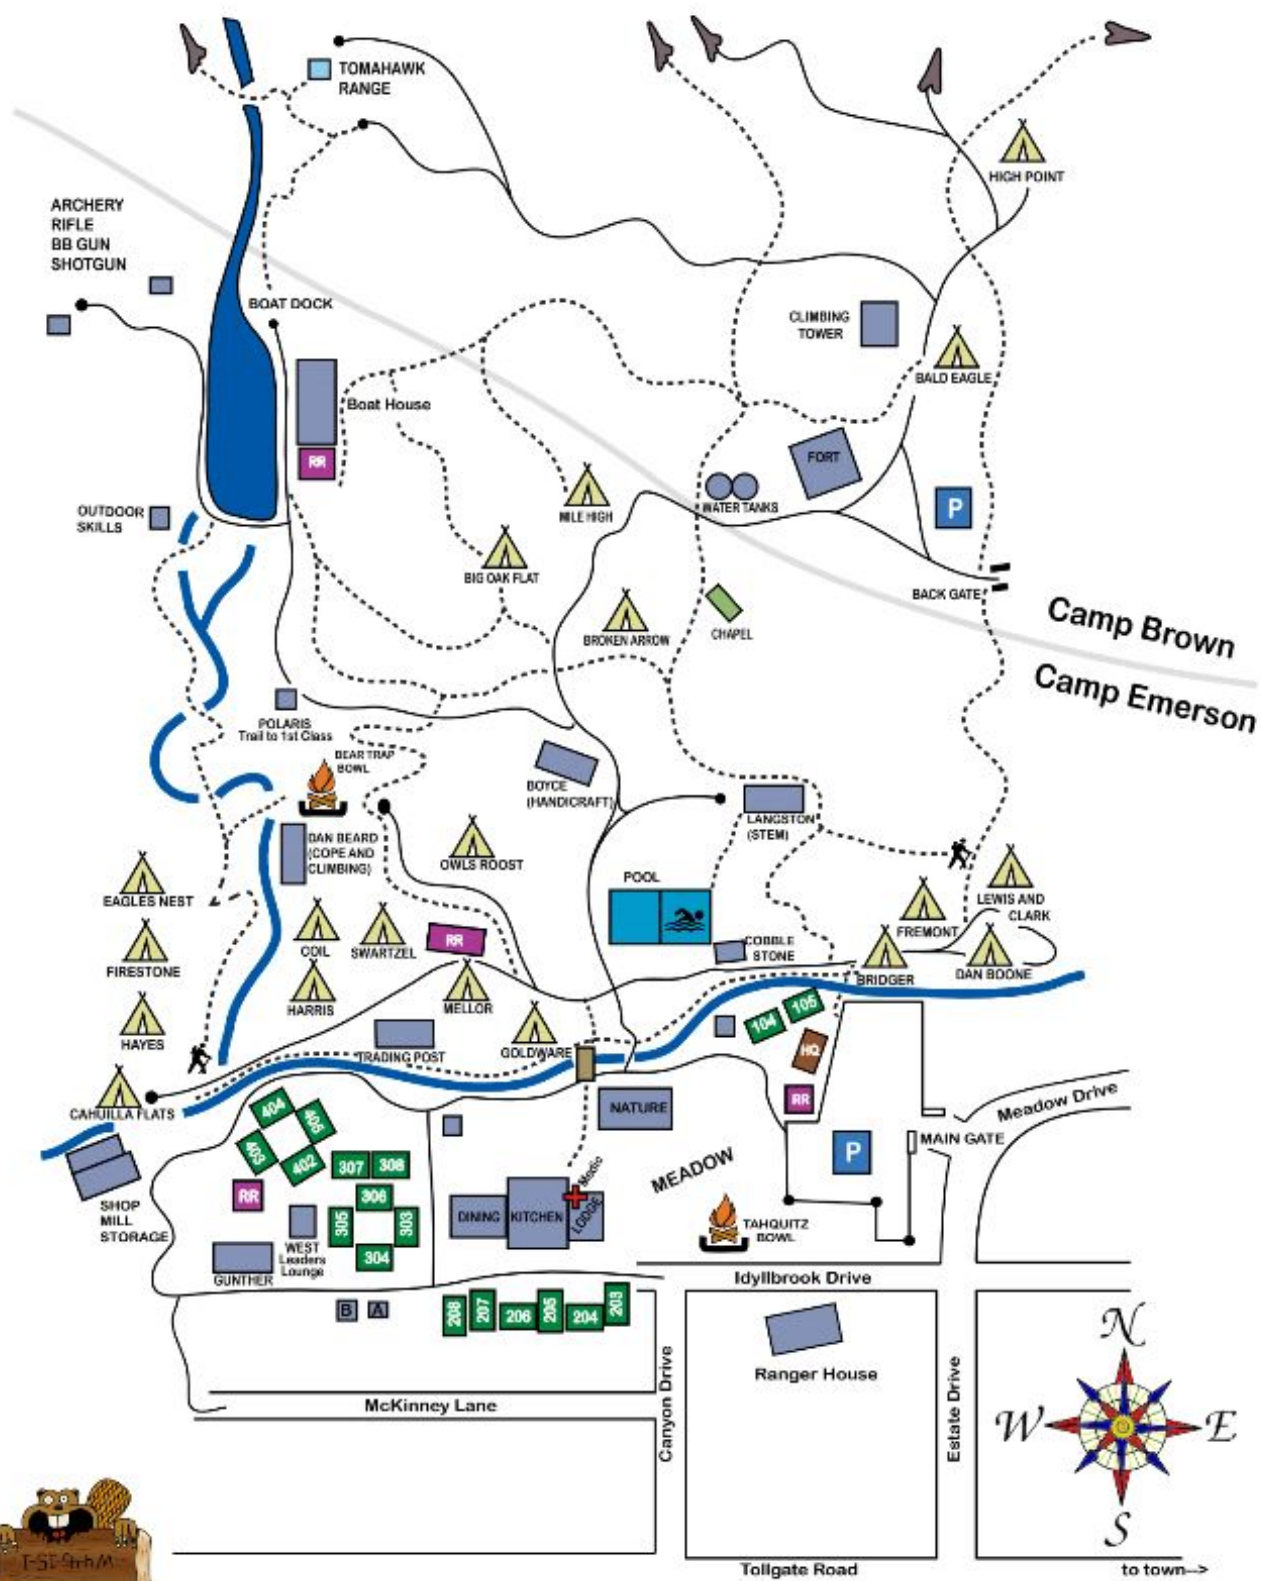 TOMAHAWK
RANGE
HIGH POINT
ARCHERY
RIFLE
BB GUN
SHOTGUN
BOAT DOCK
CLIMBING
TOWER
BALD EAGLE
Boat House
RR
FORT
P
WATER TANKS
MILE HIGH
OUTDOOR
SKILLS
BIG OAK FLAT
BACK GATE
BROKEN ARROW
CHAPEL
Camp Brown
Camp Emerson
POLARIS
Trail to 1st Class
BEAR TRAP
BOWL
BOYCE
(HANDICRAFT)
LANGSTON
(STEM)
DAN BEARD
(COPE AND
CLIMBING)
OWLS ROOST
EAGLES NEST
POOL
LEWIS AND
CLARK
FREMONT
COIL
SWARTZEL
RR
COBBLE
STONE
FIRESTONE
BRIDGER
DAN BOONE
HARRIS
MELLOR
HAYES
TRADING POST
GOLDWARE
104
105
HQ
CAHUILLA FLATS
404
405
403
402
NATURE
RR
Meadow Drive
MAIN GATE
P
307
308
MEADOW
Medic
RR
306
305
303
304
DINING
KITCHEN
LODGE
SHOP
MILL
STORAGE
WEST
Leaders
Lounge
GUNTHER
TAHQUITZ
BOWL
Idyllbrook Drive
B
A
208
207
206
205
204
203
Ranger House
N
W
E
S
McKinney Lane
Canyon Drive
Estate Drive
Tollgate Road
to town-->